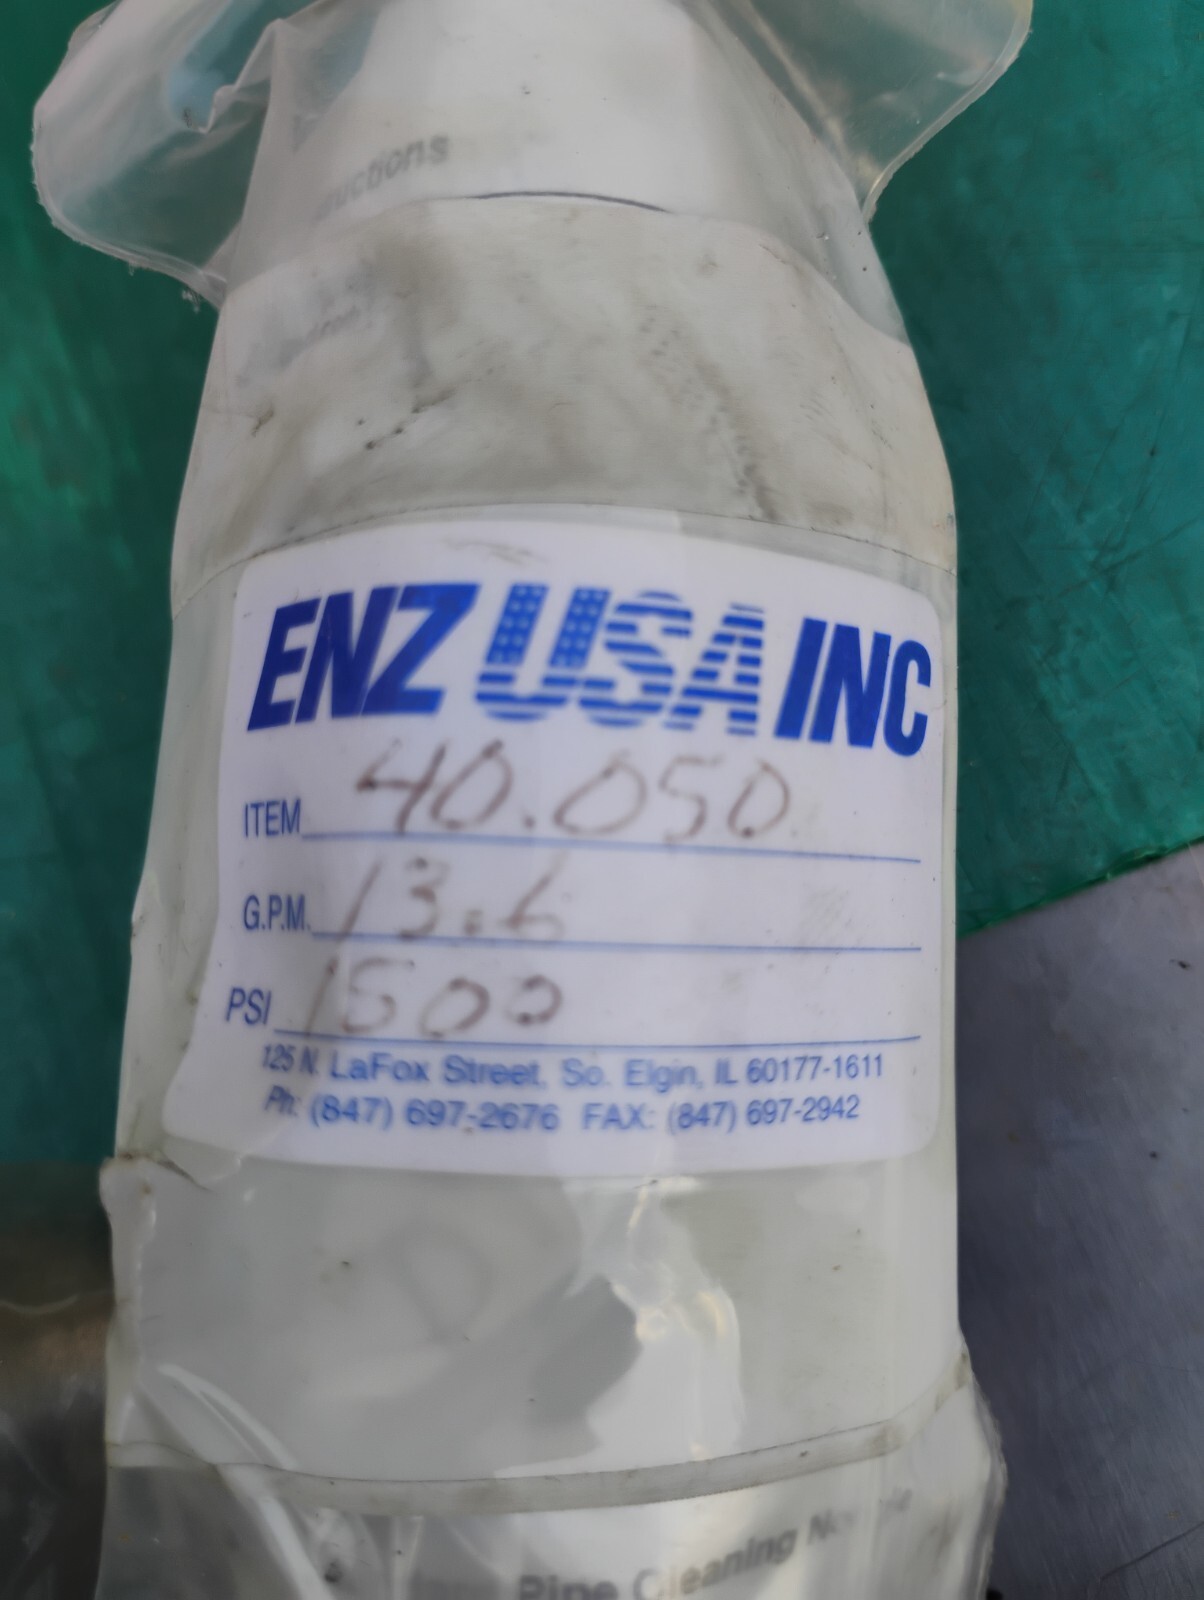 ENZ USA INC
ITEM 40.050
G.P.M. 13.6
PSI 1500
125 N. LaFox Street, So. Elgin, IL 60177-1611
Ph: (847) 697-2676 FAX: (847) 697-2942
Pipe Cleaning